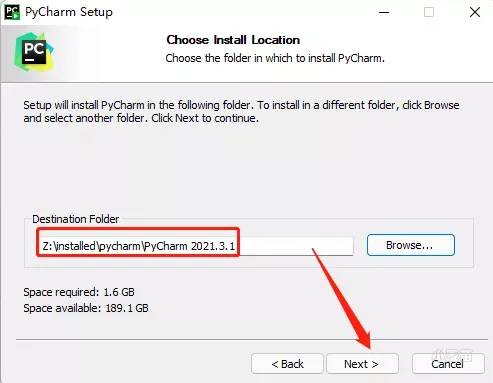 PyCharm Setup
PC
Choose Install Location
Choose the folder in which to install PyCharm.
Setup will install PyCharm in the following folder. To install in a different folder, click Browse
and select another folder. Click Next to continue.
Destination Folder
Z:\installed\pycharm\PyCharm 2021.3.1
Browse...
Space required: 1.6 GB
Space available: 189.1 GB
< Back
Next >
Cancel